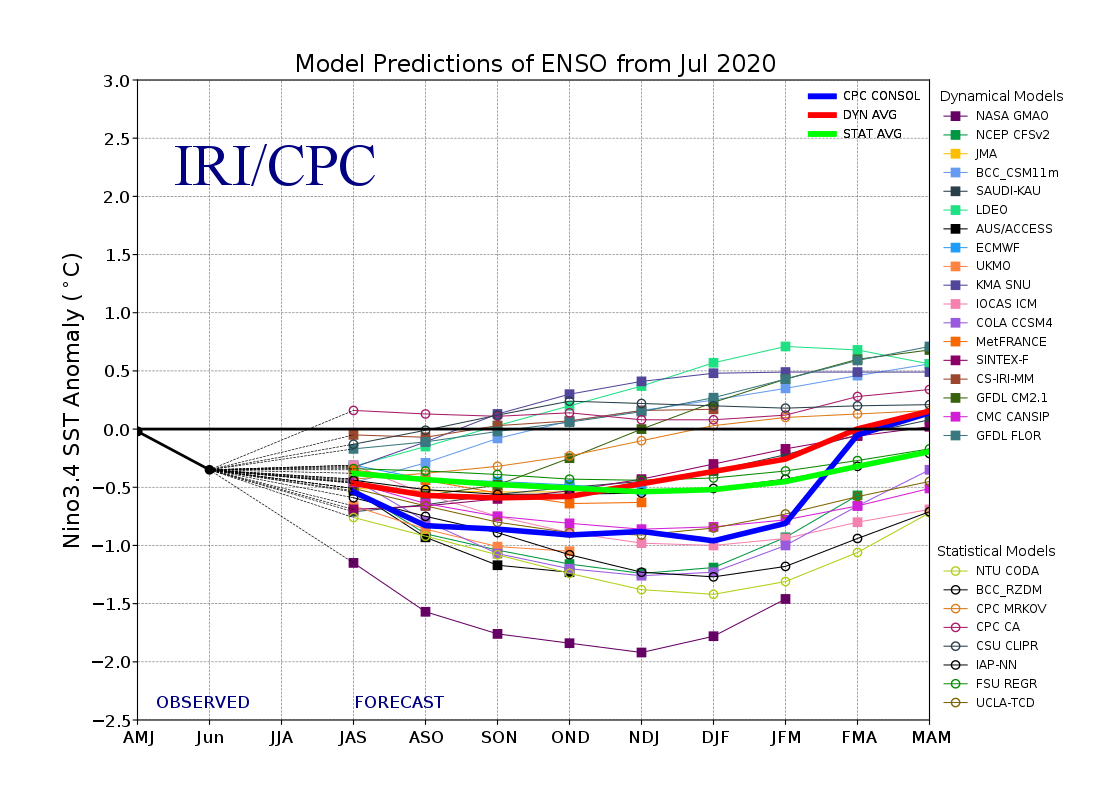 Model Predictions of ENSO from Jul 2020
3.0
2.5
2.0
1.5
1.0
0.5
0.0
−0.5
−1.0
−1.5
−2.0
−2.5
Nino3.4 SST Anomaly (°C)
IRI/CPC
CPC CONSOL
DYN AVG
STAT AVG
OBSERVED
FORECAST
AMJ
Jun
JJA
JAS
ASO
SON
OND
NDJ
DJF
JFM
FMA
MAM
Dynamical Models
NASA GMAO
NCEP CFSv2
JMA
BCC_CSM11m
SAUDI-KAU
LDEO
AUS/ACCESS
ECMWF
UKMO
KMA SNU
IOCAS ICM
COLA CCSM4
MetFRANCE
SINTEX-F
CS-IRI-MM
GFDL CM2.1
CMC CANSIP
GFDL FLOR
Statistical Models
NTU CODA
BCC_RZDM
CPC MRKOV
CPC CA
CSU CLIPR
IAP-NN
FSU REGR
UCLA-TCD